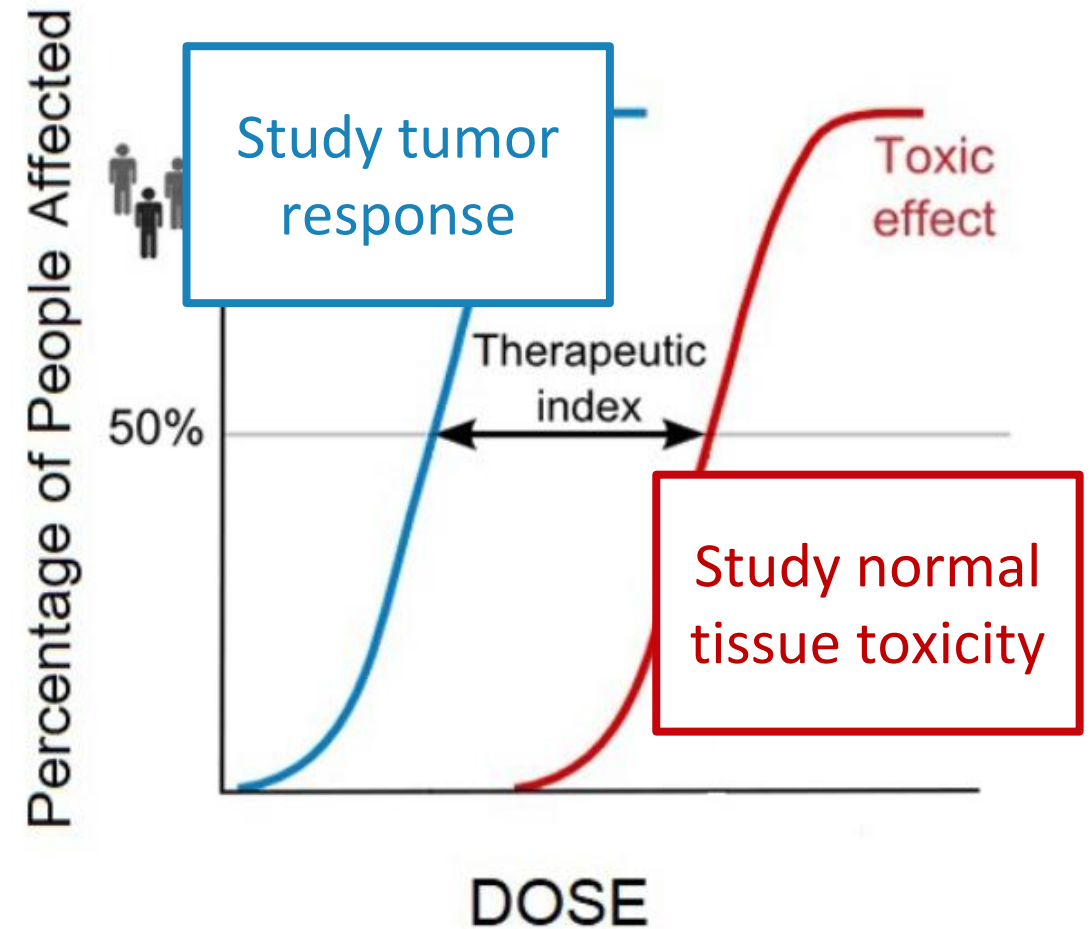 Percentage of People Affected
Study tumor
response
Toxic
effect
Therapeutic
index
50%
Study normal
tissue toxicity
DOSE